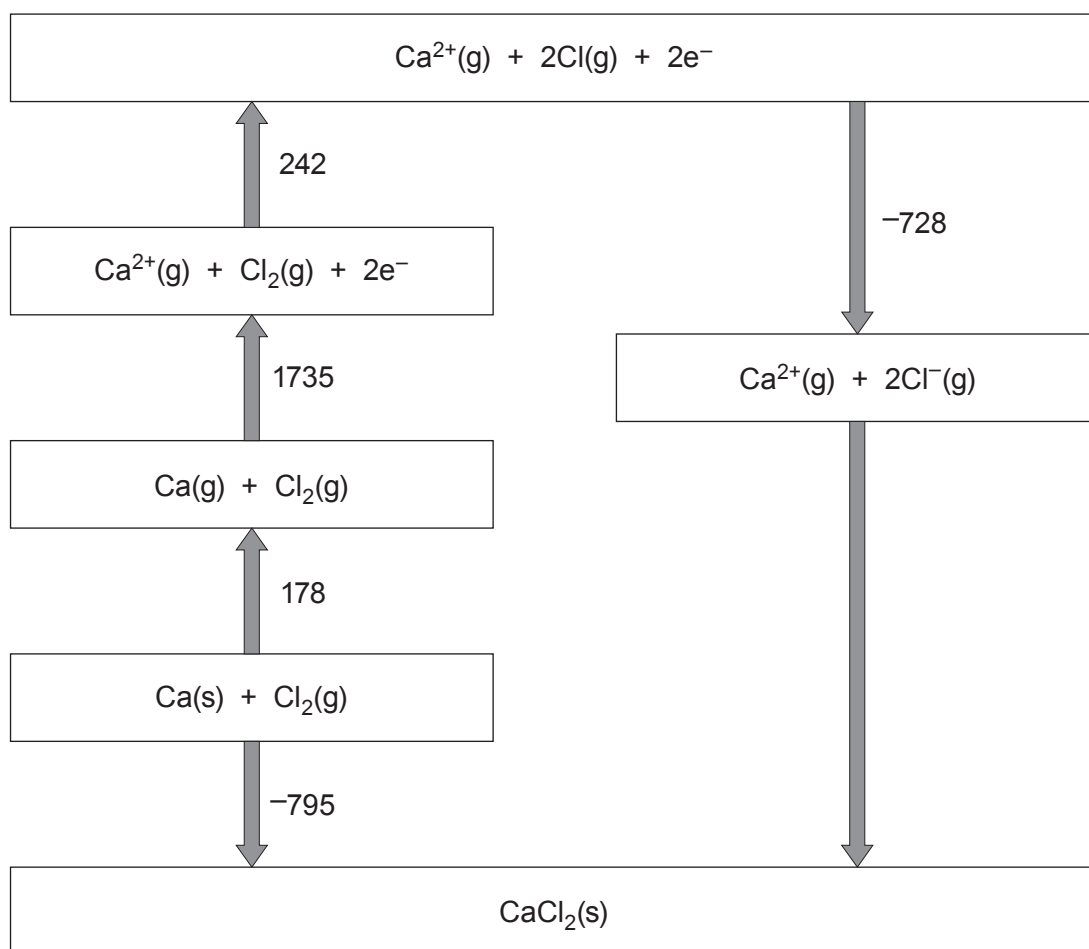 Ca²⁺(g) + 2Cl(g) + 2e⁻
242
−728
Ca²⁺(g) + Cl₂(g) + 2e⁻
1735
Ca²⁺(g) + 2Cl⁻(g)
Ca(g) + Cl₂(g)
178
Ca(s) + Cl₂(g)
−795
CaCl₂(s)